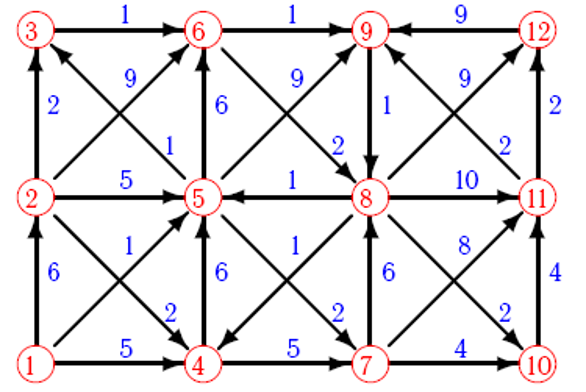 1 1 9
3 6 9 12
9 9 9
2 6 1 2
1 2 2
5 1 10
2 5 8 11
1 1 8
6 6 6 4
2 2 2
5 5 4
1 4 7 10